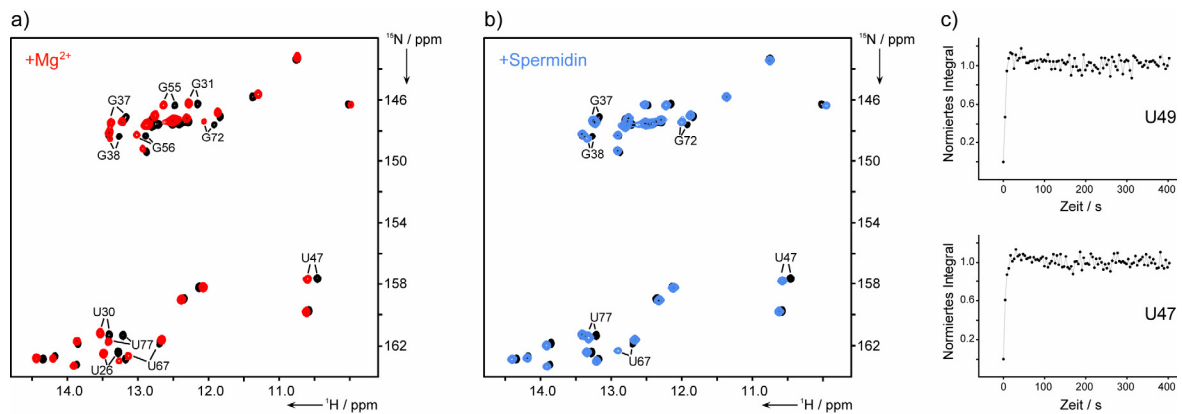 a)
+Mg²⁺
G55
G31
G37
G72
G38
G56
U47
U30
U77
U26
U67
¹⁵N / ppm
146
150
154
158
162
14.0
13.0
12.0
11.0
¹H / ppm
b)
+Spermidin
G37
G38
G72
U47
U77
U67
¹⁵N / ppm
146
150
154
158
162
14.0
13.0
12.0
11.0
¹H / ppm
c)
Normiertes Integral
1.0
0.6
0.2
U49
0
100
200
300
400
Zeit / s
Normiertes Integral
1.0
0.6
0.2
U47
0
100
200
300
400
Zeit / s